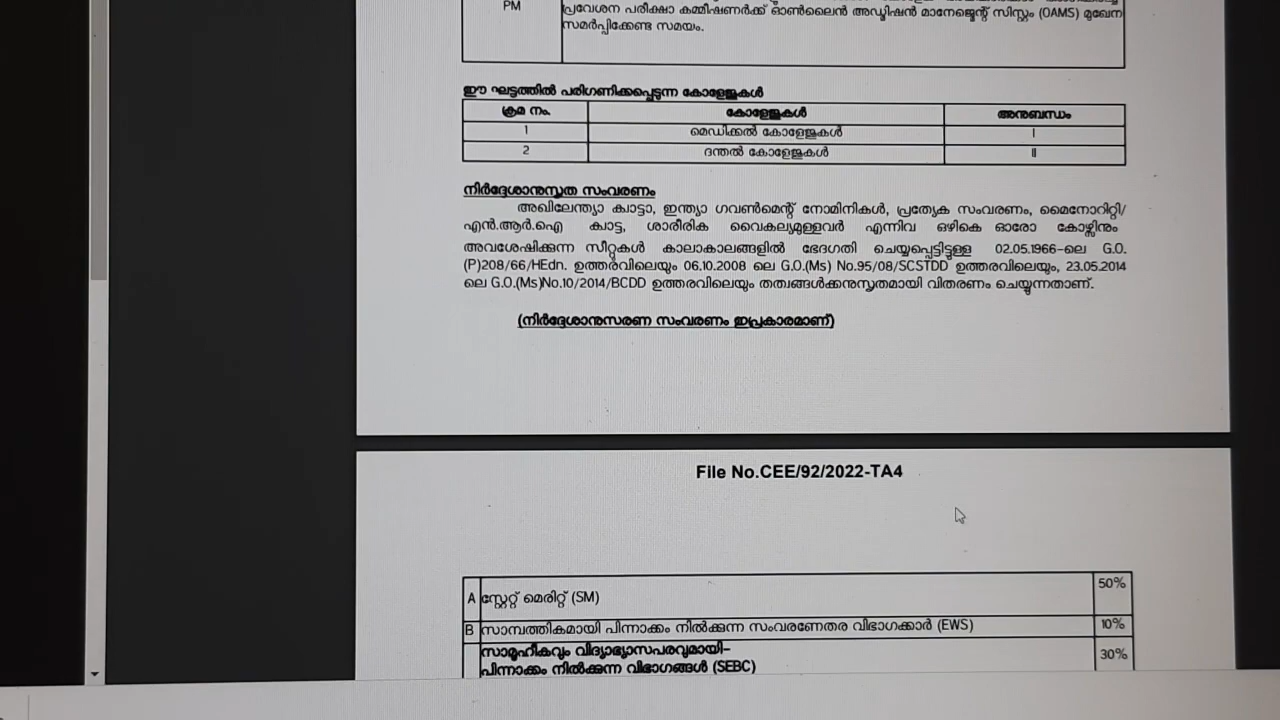 PM
പ്രവേശന പരീക്ഷാ കമ്മീഷണർക്ക് ഓൺലൈൻ അഡ്മിഷൻ മാനേജ്മെന്റ് സിസ്റ്റം (OAMS) മുഖേന
സമർപ്പിക്കേണ്ട സമയം.
ഈ ഘട്ടത്തിൽ പരിഗണിക്കപ്പെടുന്ന കോളേജുകൾ
ക്രമ നം. കോളേജുകൾ അനുബന്ധം
1 മെഡിക്കൽ കോളേജുകൾ I
2 ദന്തൽ കോളേജുകൾ II
നിർദ്ദേശാനുസൃത സംവരണം
അഖിലേന്ത്യാ ക്വാട്ടാ, ഇന്ത്യാ ഗവൺമെന്റ് നോമിനികൾ, പ്രത്യേക സംവരണം, മൈനോറിറ്റി/
എൻ.ആർ.ഐ ക്വാട്ട, ശാരീരിക വൈകല്യമുള്ളവർ എന്നിവ ഒഴികെ ഓരോ കോഴ്സിനും
അവശേഷിക്കുന്ന സീറ്റുകൾ കാലാകാലങ്ങളിൽ ഭേദഗതി ചെയ്യപ്പെട്ടിട്ടുള്ള 02.05.1966-ലെ G.O.
(P)208/66/HEdn. ഉത്തരവിലെയും 06.10.2008 ലെ G.O.(Ms) No.95/08/SCSTDD ഉത്തരവിലെയും, 23.05.2014
ലെ G.O.(Ms)No.10/2014/BCDD ഉത്തരവിലെയും തത്വങ്ങൾക്കനുസൃതമായി വിതരണം ചെയ്യുന്നതാണ്.
(നിർദ്ദേശാനുസരണ സംവരണം ഇപ്രകാരമാണ്)
File No.CEE/92/2022-TA4
A സ്റ്റേറ്റ് മെരിറ്റ് (SM) 50%
B സാമ്പത്തികമായി പിന്നാക്കം നിൽക്കുന്ന സംവരണേതര വിഭാഗക്കാർ (EWS) 10%
സാമൂഹീകവും വിദ്യാഭ്യാസപരവുമായി-
പിന്നാക്കം നിൽക്കുന്ന വിഭാഗങ്ങൾ (SEBC) 30%